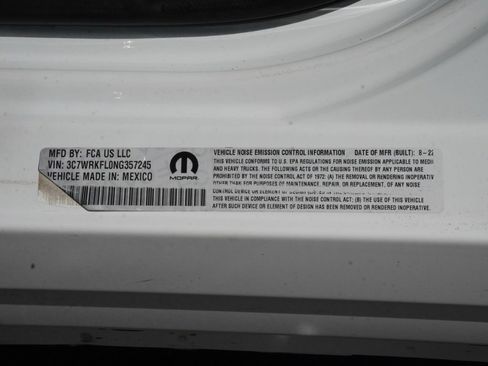 MFD BY: FCA US LLC
VIN: 3C7WRKFL0NG357245
VEHICLE MADE IN: MEXICO
MOPAR
VEHICLE NOISE EMISSION CONTROL INFORMATION DATE OF MFR (BUILT): 8-22
THIS VEHICLE CONFORMS TO U.S. EPA REGULATIONS FOR NOISE EMISSION APPLICABLE TO MEDIU
AND HEAVY TRUCKS. THE FOLLOWING ACTS OR THE CAUSING THEREOF BY ANY PERSON ARE
PROHIBITED BY THE NOISE CONTROL ACT OF 1972: (A) THE REMOVAL OR RENDERING INOPERATIV
OTHER THAN FOR PURPOSES OF MAINTENANCE, REPAIR, OR REPLACEMENT, OF ANY NOISE
THIS VEHICLE IN COMPLIANCE WITH THE NOISE CONTROL ACT; (B) THE USE OF THIS VEHICLE
AFTER SUCH DEVICE OR ELEMENT OF DESIGN HAS BEEN REMOVED OR RENDERED INOPERATIVE